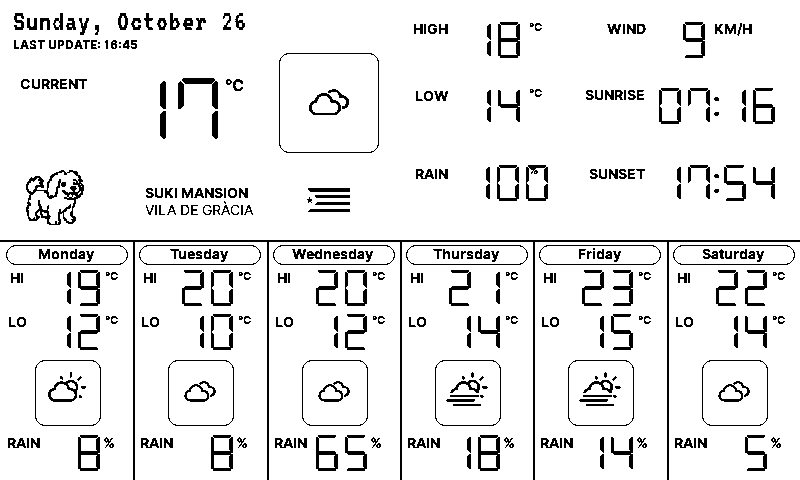 Sunday, October 26
LAST UPDATE: 16:45
CURRENT 17 °C
HIGH 18 °C
LOW 14 °C
RAIN 100 %
WIND 9 KM/H
SUNRISE 07:16
SUNSET 17:54
SUKI MANSION
VILA DE GRÀCIA
Monday
HI 19 °C
LO 12 °C
RAIN 8 %
Tuesday
HI 20 °C
LO 10 °C
RAIN 8 %
Wednesday
HI 20 °C
LO 12 °C
RAIN 65 %
Thursday
HI 21 °C
LO 14 °C
RAIN 18 %
Friday
HI 23 °C
LO 15 °C
RAIN 14 %
Saturday
HI 22 °C
LO 14 °C
RAIN 5 %